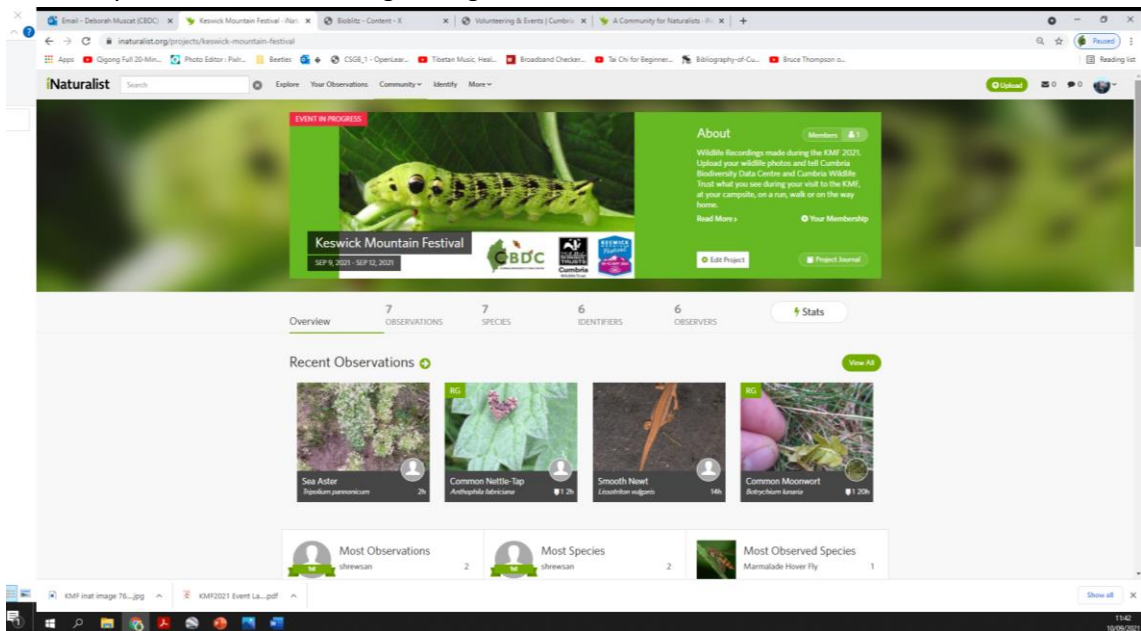 Email - Deborah Muscat (CBDC)
Keswick Mountain Festival · iNat
Bioblitz - Content - X
Volunteering & Events | Cumbria
A Community for Naturalists · iN
inaturalist.org/projects/keswick-mountain-festival
Paused
Apps
Qigong Full 20-Min...
Photo Editor : Pixlr...
Beetles
CSG8_1 - OpenLear...
Tibetan Music, Heal...
Broadband Checker...
Tai Chi for Beginner...
Bibliography-of-Cu...
Bruce Thompson o...
Reading list
iNaturalist
Search
Explore
Your Observations
Community
Identify
More
Upload
0
0
EVENT IN PROGRESS
About
Members 1
Wildlife Recordings made during the KMF 2021.
Upload your wildlife photos and tell Cumbria
Biodiversity Data Centre and Cumbria Wildlife
Trust what you see during your visit to the KMF,
at your campsite, on a run, walk or on the way
home.
Read More
Your Membership
Keswick Mountain Festival
SEP 9, 2021 - SEP 12, 2021
CBDC
Cumbria
KESWICK
Edit Project
Project Journal
Overview
7
OBSERVATIONS
7
SPECIES
6
IDENTIFIERS
6
OBSERVERS
Stats
Recent Observations
View All
Sea Aster
Tripolium pannonicum
2h
RG
Common Nettle-Tap
Anthophila fabriciana
1 2h
Smooth Newt
Lissotriton vulgaris
14h
RG
Common Moonwort
Botrychium lunaria
1 20h
1st
Most Observations
shrewsan 2
1st
Most Species
shrewsan 2
Most Observed Species
Marmalade Hover Fly 1
KMF inat image 76....jpg
KMF2021 Event La....pdf
Show all
11:42
10/09/2021